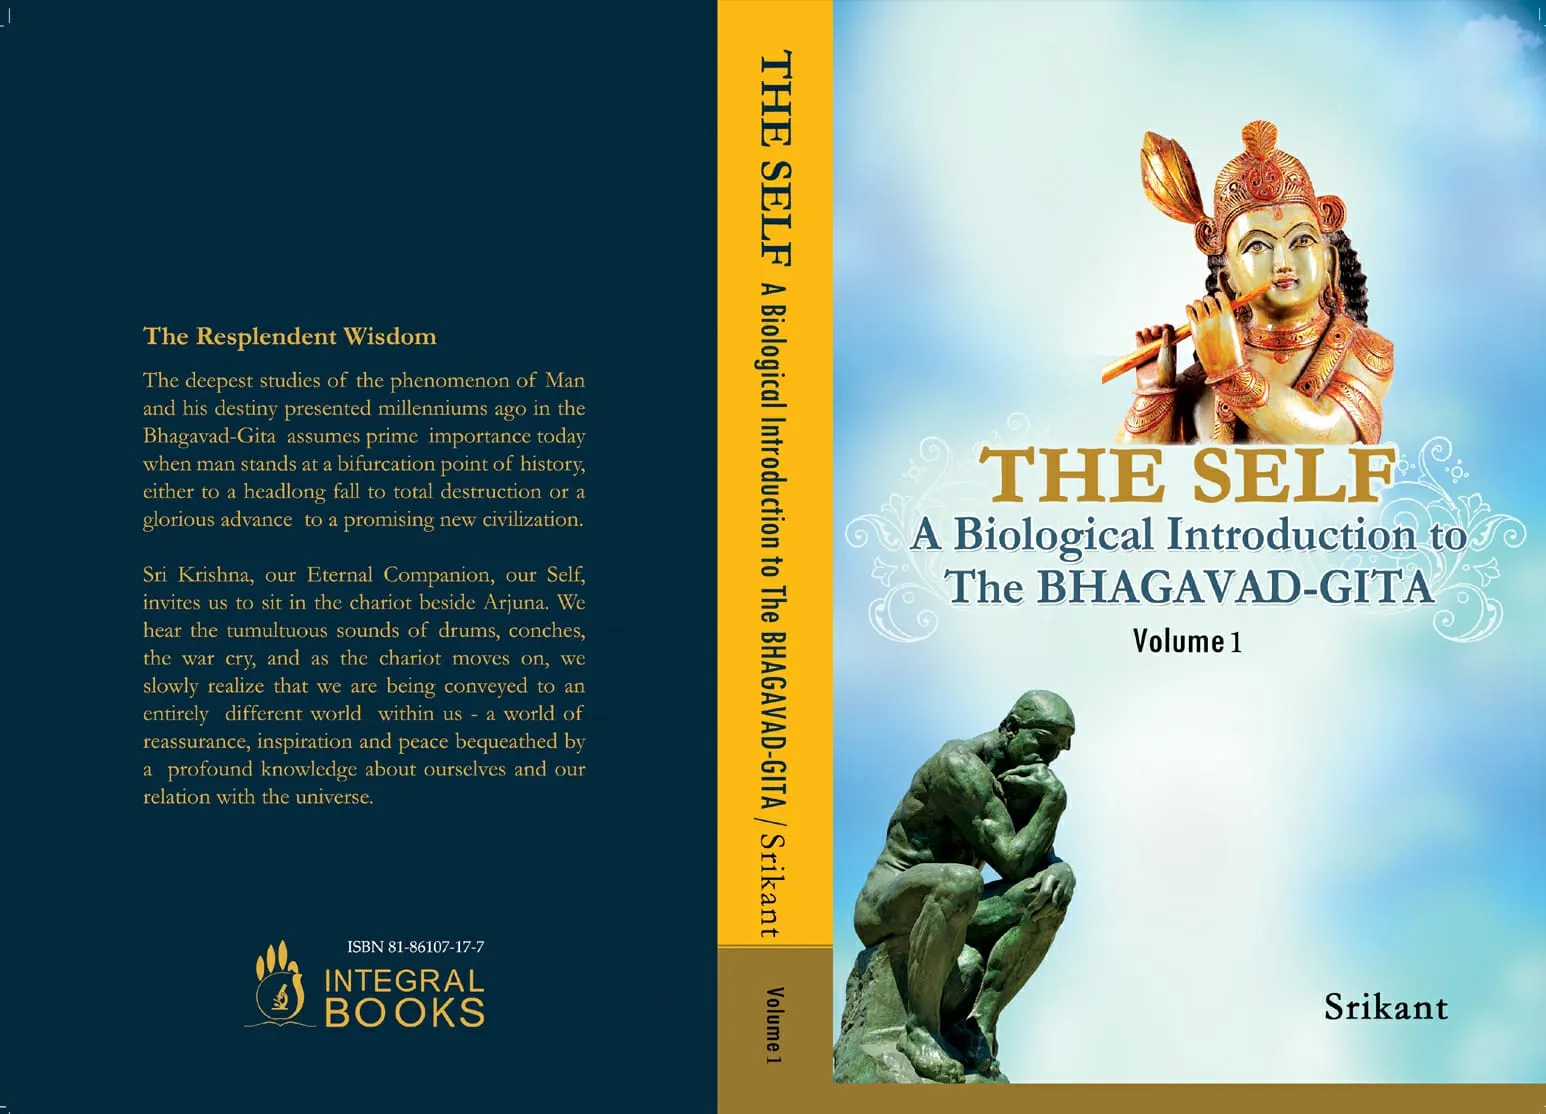 The Resplendent Wisdom
The deepest studies of the phenomenon of Man
and his destiny presented millenniums ago in the
Bhagavad-Gita assumes prime importance today
when man stands at a bifurcation point of history,
either to a headlong fall to total destruction or a
glorious advance to a promising new civilization.
Sri Krishna, our Eternal Companion, our Self,
invites us to sit in the chariot beside Arjuna. We
hear the tumultuous sounds of drums, conches,
the war cry, and as the chariot moves on, we
slowly realize that we are being conveyed to an
entirely different world within us - a world of
reassurance, inspiration and peace bequeathed by
a profound knowledge about ourselves and our
relation with the universe.
ISBN 81-86107-17-7
INTEGRAL
BOOKS
THE SELF A Biological Introduction to The BHAGAVAD-GITA / Srikant
Volume 1
THE SELF
A Biological Introduction to
The BHAGAVAD-GITA
Volume 1
Srikant